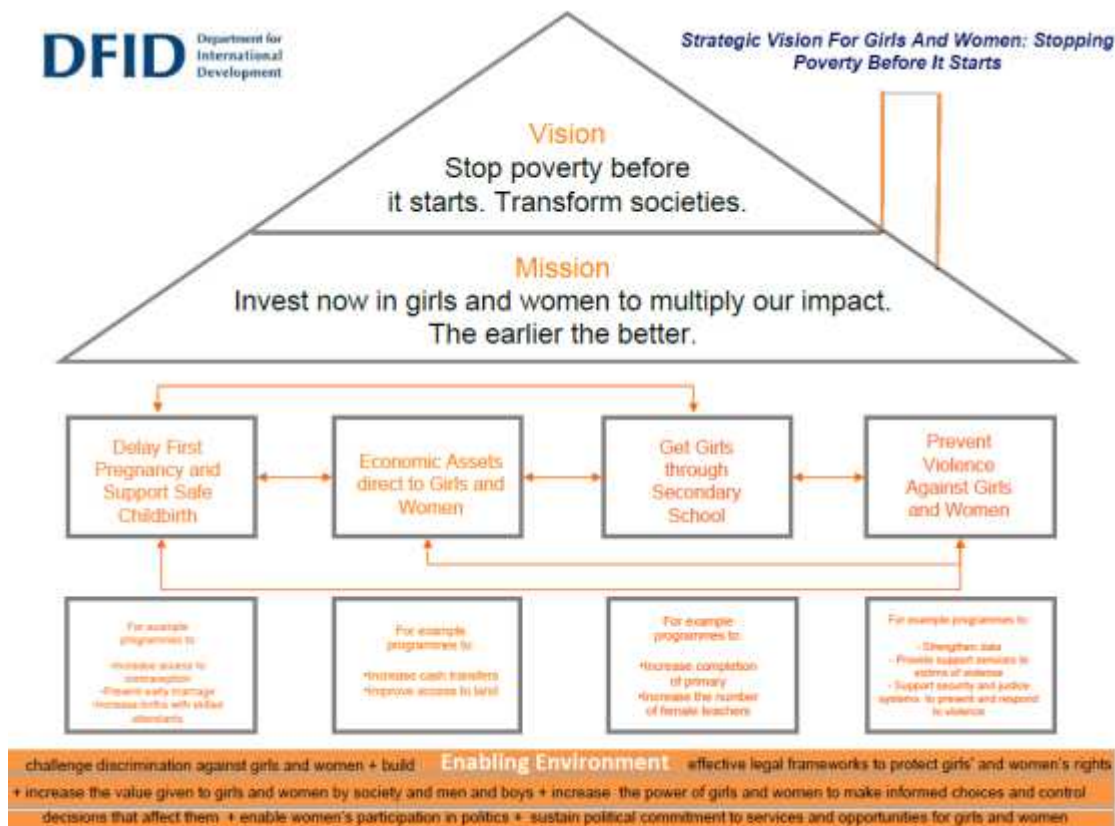 DFID
Department for
International
Development
Strategic Vision For Girls And Women: Stopping
Poverty Before It Starts
Vision
Stop poverty before
it starts. Transform societies.
Mission
Invest now in girls and women to multiply our impact.
The earlier the better.
Delay First
Pregnancy and
Support Safe
Childbirth
Economic Assets
direct to Girls and
Women
Get Girls
through
Secondary
School
Prevent
Violence
Against Girls
and Women
For example
programmes to:
•Increase access to
contraception
•Prevent early marriage
•Increase births with skilled
attendants
For example
programmes to:
•Increase cash transfers
•Improve access to land
For example
programmes to:
•Increase completion
of primary
•Increase the number
of female teachers
For example programmes to:
- Strengthen data
- Provide support services to
victims of violence
- Support security and justice
systems to prevent and respond
to violence
Enabling Environment
challenge discrimination against girls and women + build effective legal frameworks to protect girls' and women's rights
+ increase the value given to girls and women by society and men and boys + increase the power of girls and women to make informed choices and control
decisions that affect them + enable women's participation in politics + sustain political commitment to services and opportunities for girls and women